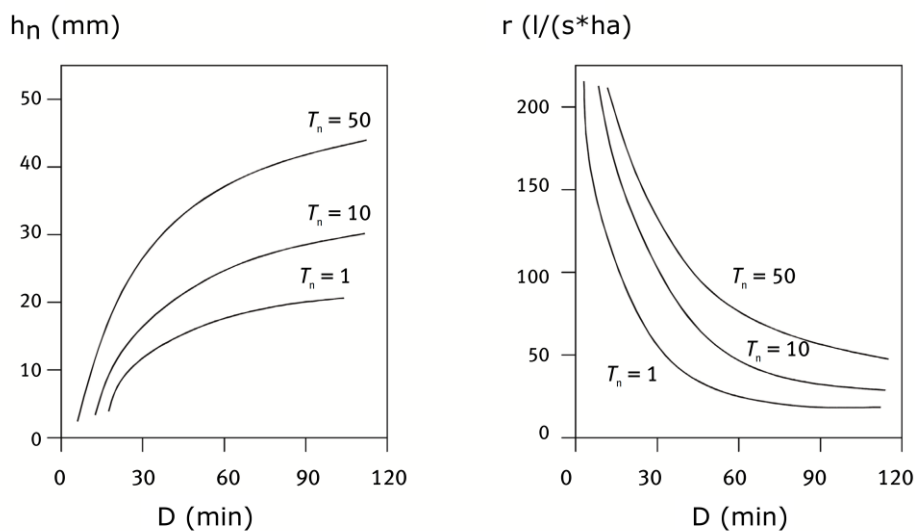 hn (mm)
50
40
30
20
10
0
Tn = 50
Tn = 10
Tn = 1
0 30 60 90 120
D (min)
r (l/(s*ha)
200
150
100
50
0
Tn = 50
Tn = 10
Tn = 1
0 30 60 90 120
D (min)